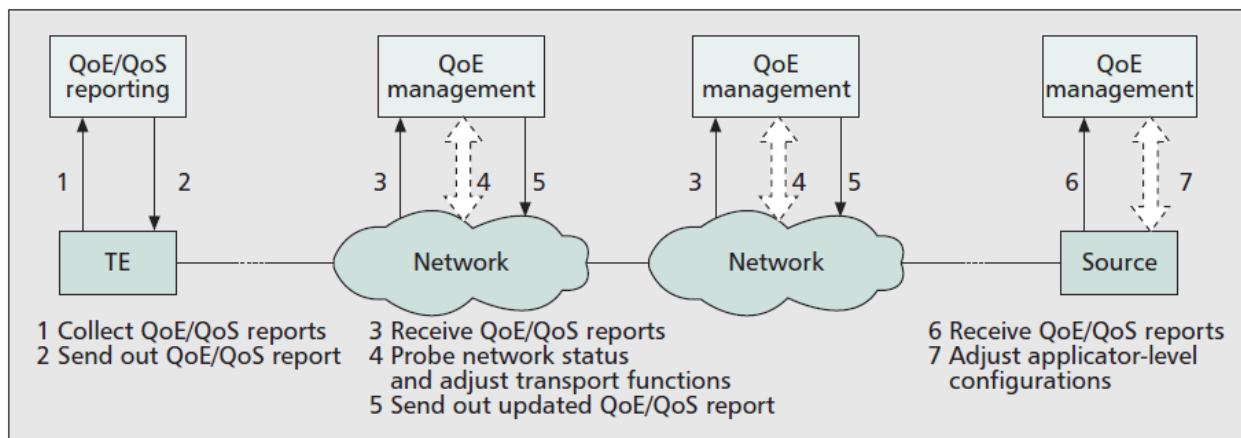 QoE/QoS
reporting
QoE
management
QoE
management
QoE
management
1
2
3
4
5
3
4
5
6
7
TE
Network
Network
Source
1 Collect QoE/QoS reports
2 Send out QoE/QoS report
3 Receive QoE/QoS reports
4 Probe network status
and adjust transport functions
5 Send out updated QoE/QoS report
6 Receive QoE/QoS reports
7 Adjust applicator-level
configurations